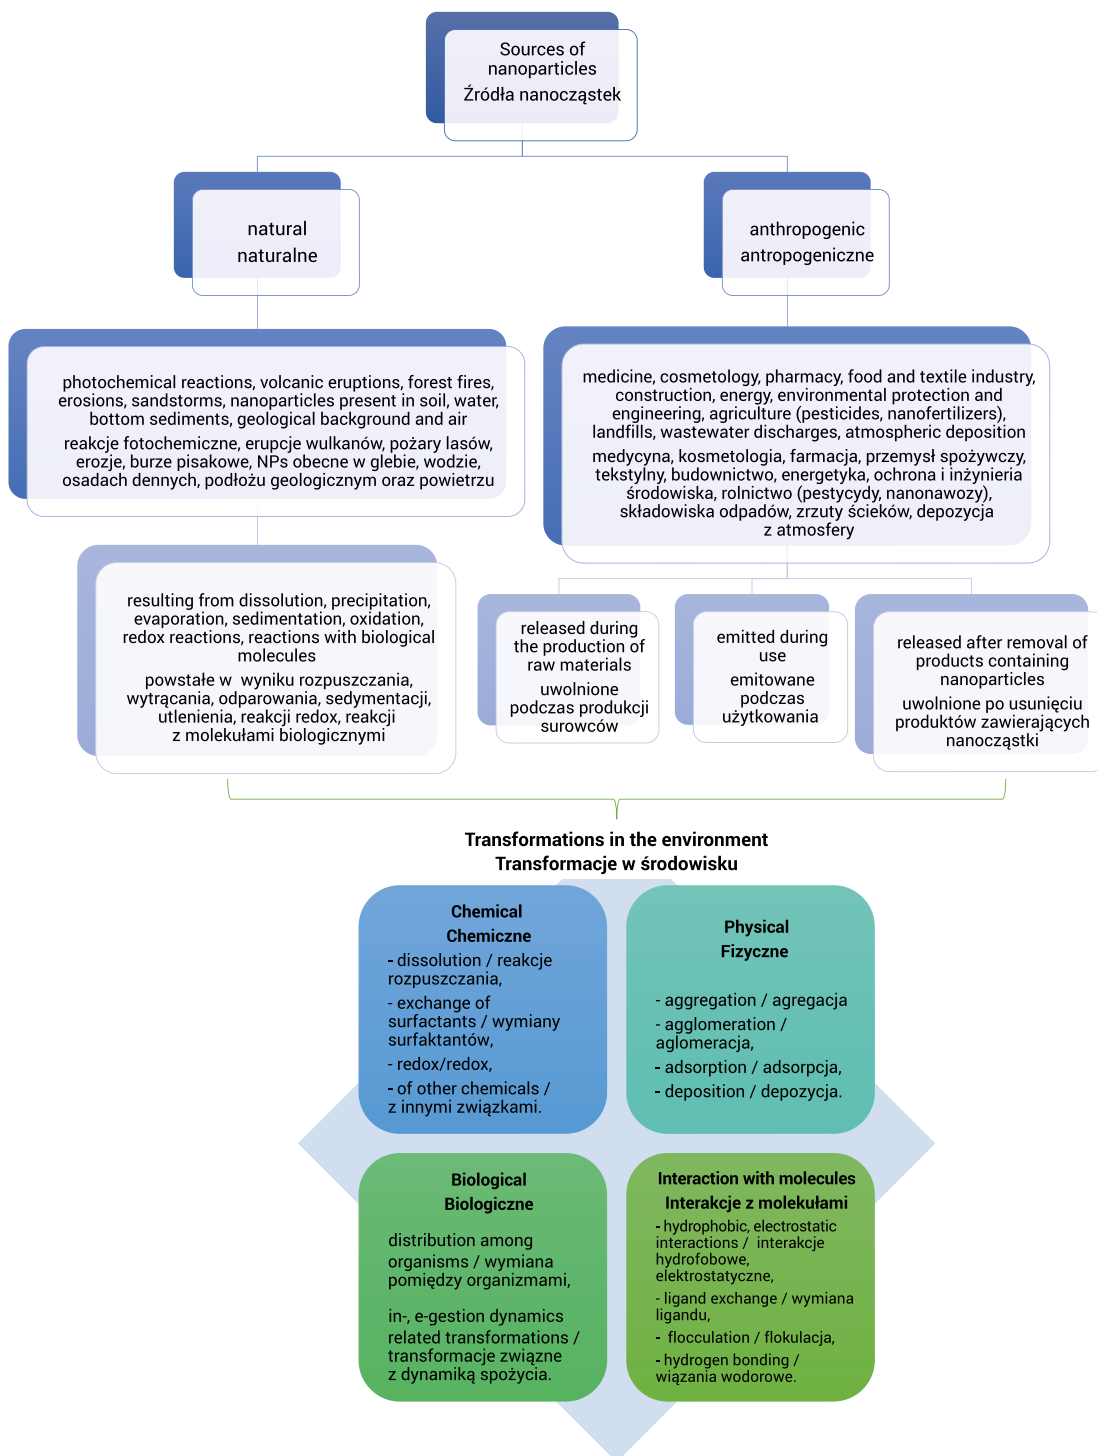 Sources of
nanoparticles
Źródła nanocząstek
natural
naturalne
anthropogenic
antropogeniczne
photochemical reactions, volcanic eruptions, forest fires,
erosions, sandstorms, nanoparticles present in soil, water,
bottom sediments, geological background and air
reakcje fotochemiczne, erupcje wulkanów, pożary lasów,
erozje, burze pisakowe, NPs obecne w glebie, wodzie,
osadach dennych, podłożu geologicznym oraz powietrzu
medicine, cosmetology, pharmacy, food and textile industry,
construction, energy, environmental protection and
engineering, agriculture (pesticides, nanofertilizers),
landfills, wastewater discharges, atmospheric deposition
medycyna, kosmetologia, farmacja, przemysł spożywczy,
tekstylny, budownictwo, energetyka, ochrona i inżynieria
środowiska, rolnictwo (pestycydy, nanonawozy),
składowiska odpadów, zrzuty ścieków, depozycja
z atmosfery
resulting from dissolution, precipitation,
evaporation, sedimentation, oxidation,
redox reactions, reactions with biological
molecules
powstałe w wyniku rozpuszczania,
wytrącania, odparowania, sedymentacji,
utlenienia, reakcji redox, reakcji
z molekułami biologicznymi
released during
the production of
raw materials
uwolnione
podczas produkcji
surowców
emitted during
use
emitowane
podczas
użytkowania
released after removal of
products containing
nanoparticles
uwolnione po usunięciu
produktów zawierających
nanocząstki
Transformations in the environment
Transformacje w środowisku
Chemical
Chemiczne
- dissolution / reakcje
rozpuszczania,
- exchange of
surfactants / wymiany
surfaktantów,
- redox/redox,
- of other chemicals /
z innymi związkami.
Physical
Fizyczne
- aggregation / agregacja
- agglomeration /
aglomeracja,
- adsorption / adsorpcja,
- deposition / depozycja.
Biological
Biologiczne
distribution among
organisms / wymiana
pomiędzy organizmami,
in-, e-gestion dynamics
related transformations /
transformacje związne
z dynamiką spożycia.
Interaction with molecules
Interakcje z molekułami
- hydrophobic, electrostatic
interactions / interakcje
hydrofobowe,
elektrostatyczne,
- ligand exchange / wymiana
ligandu,
- flocculation / flokulacja,
- hydrogen bonding /
wiązania wodorowe.